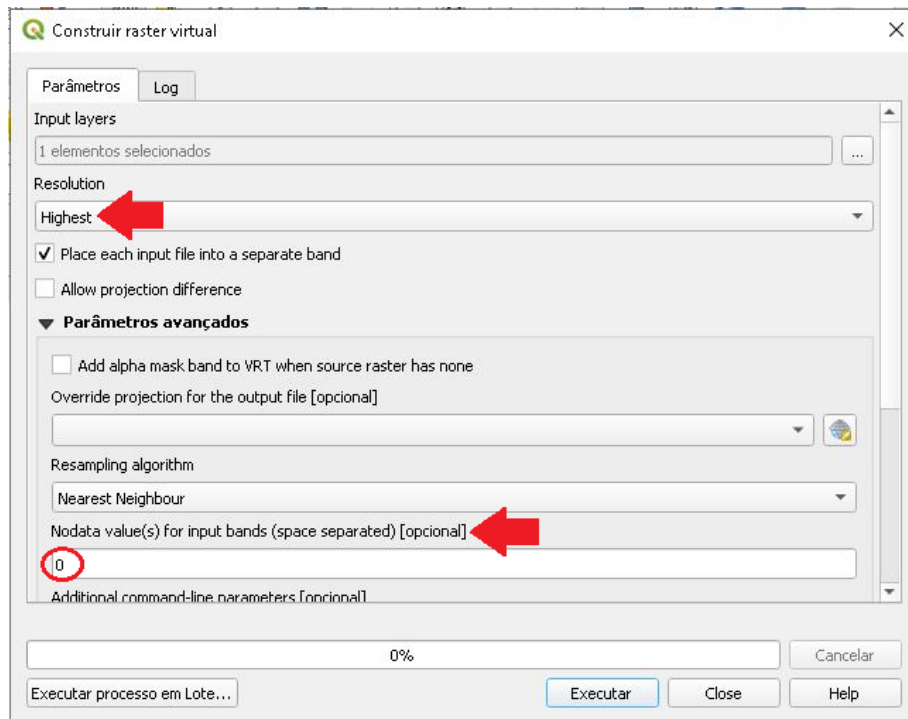 Construir raster virtual
Parâmetros Log
Input layers
1 elementos selecionados ...
Resolution
Highest
Place each input file into a separate band
Allow projection difference
Parâmetros avançados
Add alpha mask band to VRT when source raster has none
Override projection for the output file [opcional]
Resampling algorithm
Nearest Neighbour
Nodata value(s) for input bands (space separated) [opcional]
0
Additional command-line parameters [opcional]
0% Cancelar
Executar processo em Lote... Executar Close Help